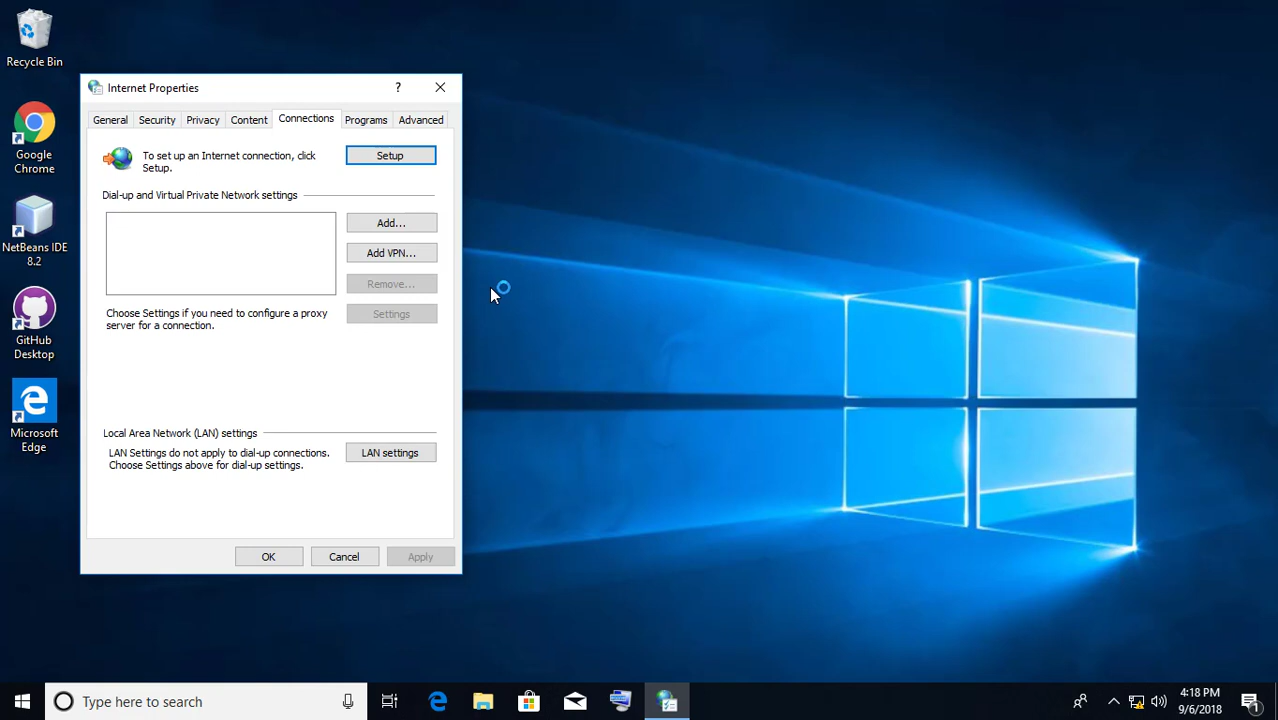 Recycle Bin
Google
Chrome
NetBeans IDE
8.2
GitHub
Desktop
Microsoft
Edge
Internet Properties
?
General Security Privacy Content Connections Programs Advanced
To set up an Internet connection, click
Setup.
Setup
Dial-up and Virtual Private Network settings
Add...
Add VPN...
Remove...
Choose Settings if you need to configure a proxy
server for a connection.
Settings
Local Area Network (LAN) settings
LAN Settings do not apply to dial-up connections.
Choose Settings above for dial-up settings.
LAN settings
OK Cancel Apply
Type here to search
4:18 PM
9/6/2018
1